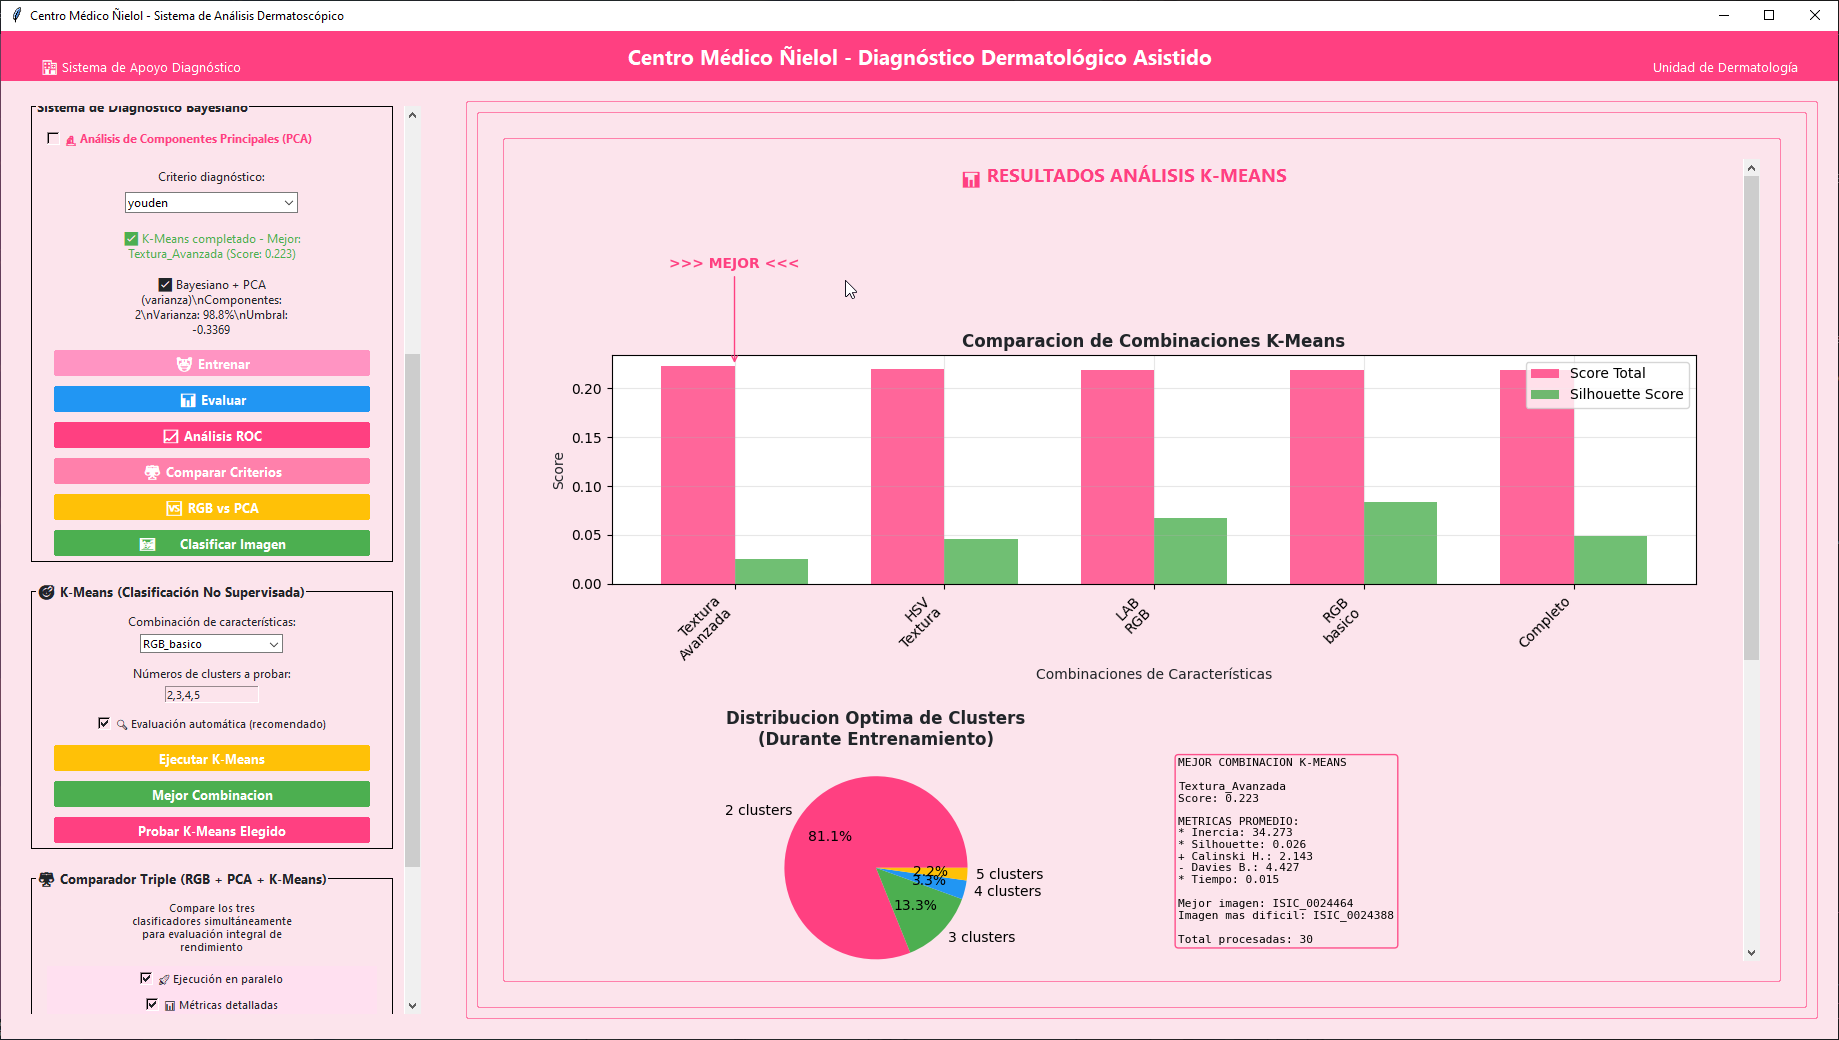 Centro Médico Ñielol - Sistema de Análisis Dermatoscópico
Sistema de Apoyo Diagnóstico
Centro Médico Ñielol - Diagnóstico Dermatológico Asistido
Unidad de Dermatología
Sistema de Diagnóstico Bayesiano
Análisis de Componentes Principales (PCA)
Criterio diagnóstico:
youden
K-Means completado - Mejor:
Textura_Avanzada (Score: 0.223)
Bayesiano + PCA
(varianza)\nComponentes:
2\nVarianza: 98.8%\nUmbral:
-0.3369
Entrenar
Evaluar
Análisis ROC
Comparar Criterios
VS RGB vs PCA
Clasificar Imagen
K-Means (Clasificación No Supervisada)
Combinación de características:
RGB_basico
Números de clusters a probar:
2,3,4,5
Evaluación automática (recomendado)
Ejecutar K-Means
Mejor Combinacion
Probar K-Means Elegido
Comparador Triple (RGB + PCA + K-Means)
Compare los tres
clasificadores simultáneamente
para evaluación integral de
rendimiento
Ejecución en paralelo
Métricas detalladas
RESULTADOS ANÁLISIS K-MEANS
>>> MEJOR <<<
Comparacion de Combinaciones K-Means
Score Total
Silhouette Score
0.20
0.15
0.10
0.05
0.00
Score
Textura
Avanzada
HSV
Textura
LAB
RGB
RGB
basico
Completo
Combinaciones de Características
Distribucion Optima de Clusters
(Durante Entrenamiento)
2 clusters
81.1%
2.2%
5 clusters
3.3%
4 clusters
13.3%
3 clusters
MEJOR COMBINACION K-MEANS
Textura_Avanzada
Score: 0.223
METRICAS PROMEDIO:
* Inercia: 34.273
* Silhouette: 0.026
+ Calinski H.: 2.143
- Davies B.: 4.427
* Tiempo: 0.015
Mejor imagen: ISIC_0024464
Imagen mas dificil: ISIC_0024388
Total procesadas: 30